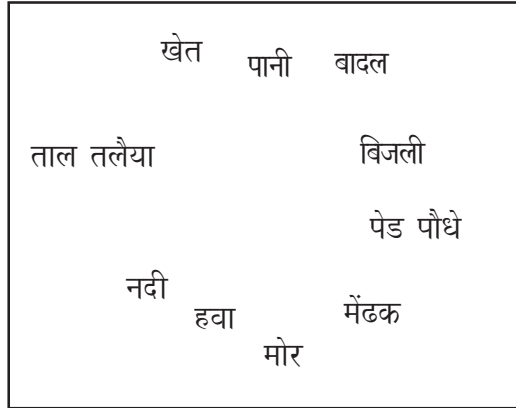 खेत पानी बादल
ताल तलैया बिजली
पेड पौधे
नदी
हवा मेंढक
मोर